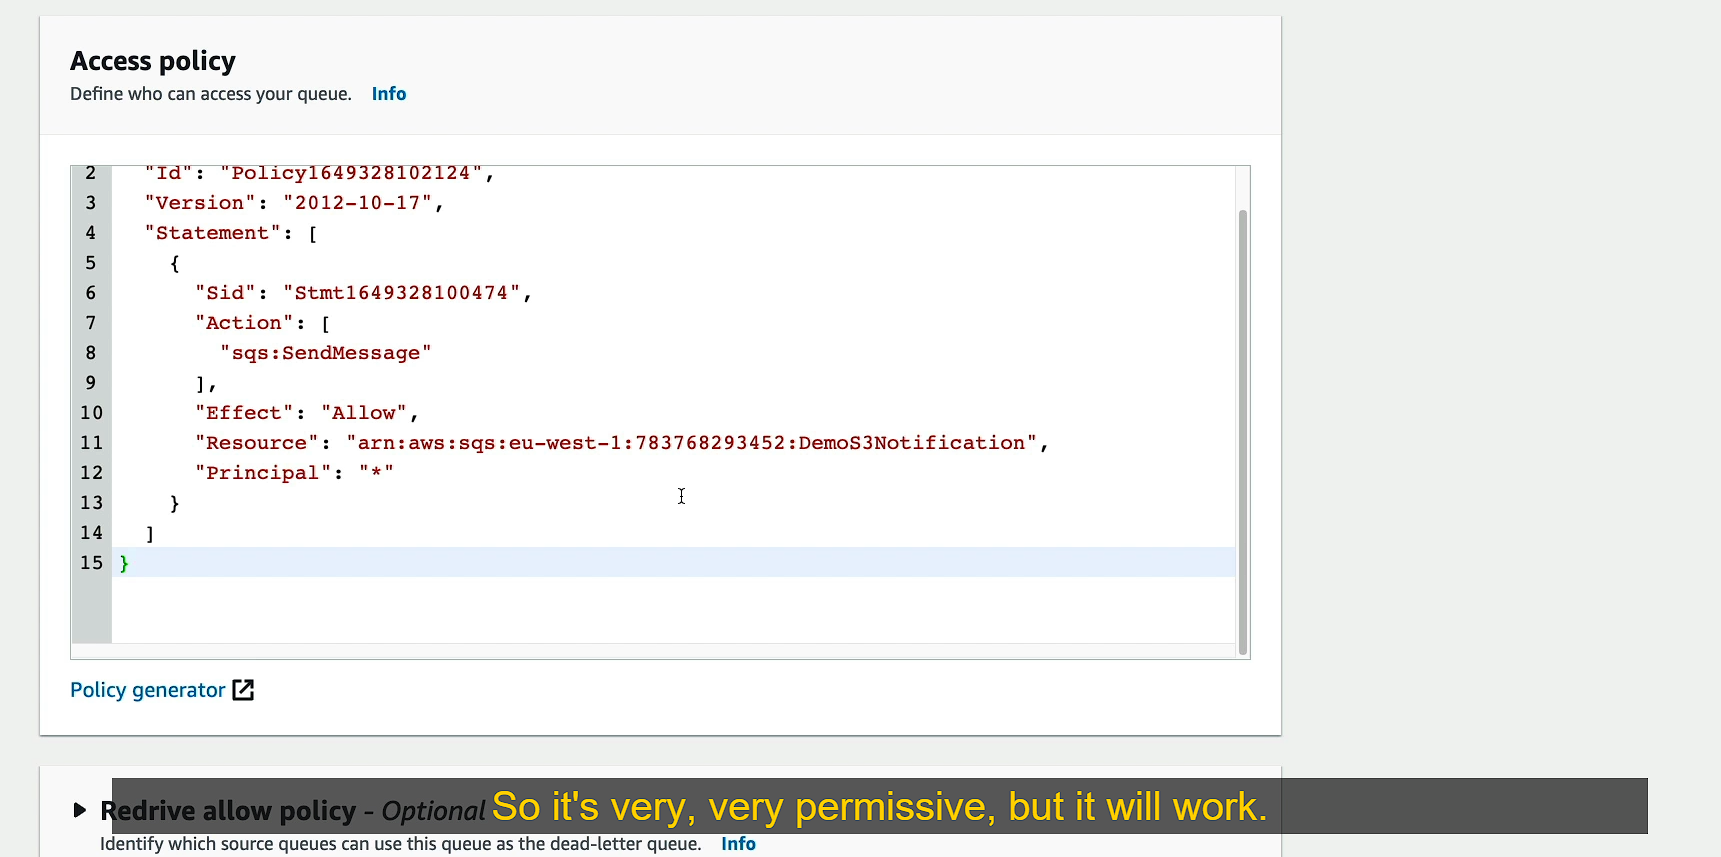 Access policy
Define who can access your queue. Info
2 "Id": "Policy1649328102124",
3 "Version": "2012-10-17",
4 "Statement": [
5 {
6 "Sid": "Stmt1649328100474",
7 "Action": [
8 "sqs:SendMessage"
9 ],
10 "Effect": "Allow",
11 "Resource": "arn:aws:sqs:eu-west-1:783768293452:DemoS3Notification",
12 "Principal": "*"
13 }
14 ]
15 }
Policy generator
Redrive allow policy - Optional
So it's very, very permissive, but it will work.
Identify which source queues can use this queue as the dead-letter queue. Info